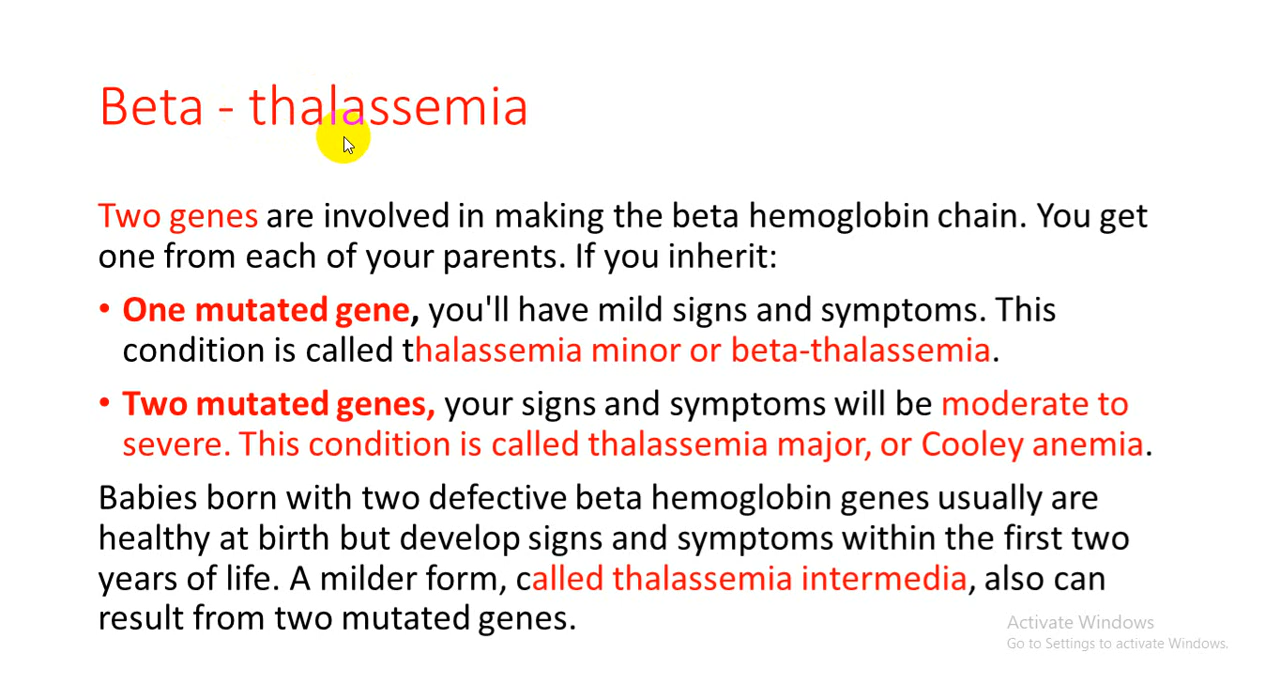 Beta - thalassemia
Two genes are involved in making the beta hemoglobin chain. You get
one from each of your parents. If you inherit:
• One mutated gene, you'll have mild signs and symptoms. This
condition is called thalassemia minor or beta-thalassemia.
• Two mutated genes, your signs and symptoms will be moderate to
severe. This condition is called thalassemia major, or Cooley anemia.
Babies born with two defective beta hemoglobin genes usually are
healthy at birth but develop signs and symptoms within the first two
years of life. A milder form, called thalassemia intermedia, also can
result from two mutated genes.
Activate Windows
Go to Settings to activate Windows.